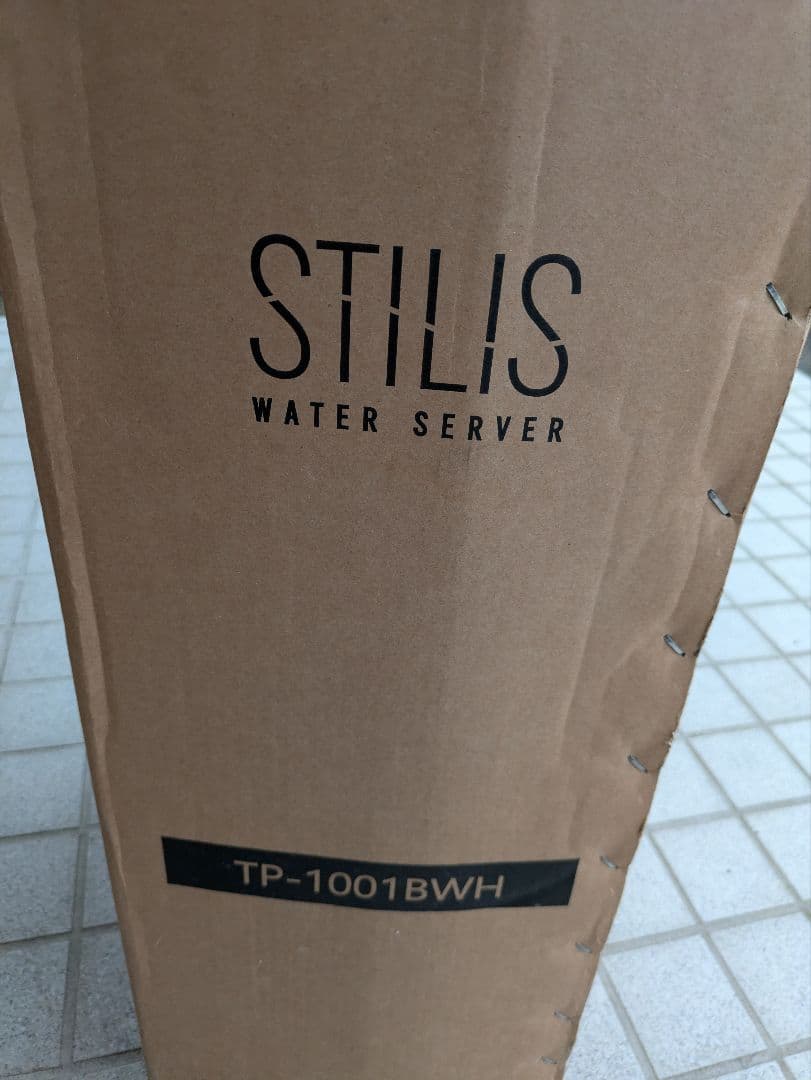 STILIS
WATER SERVER
TP-1001BWH